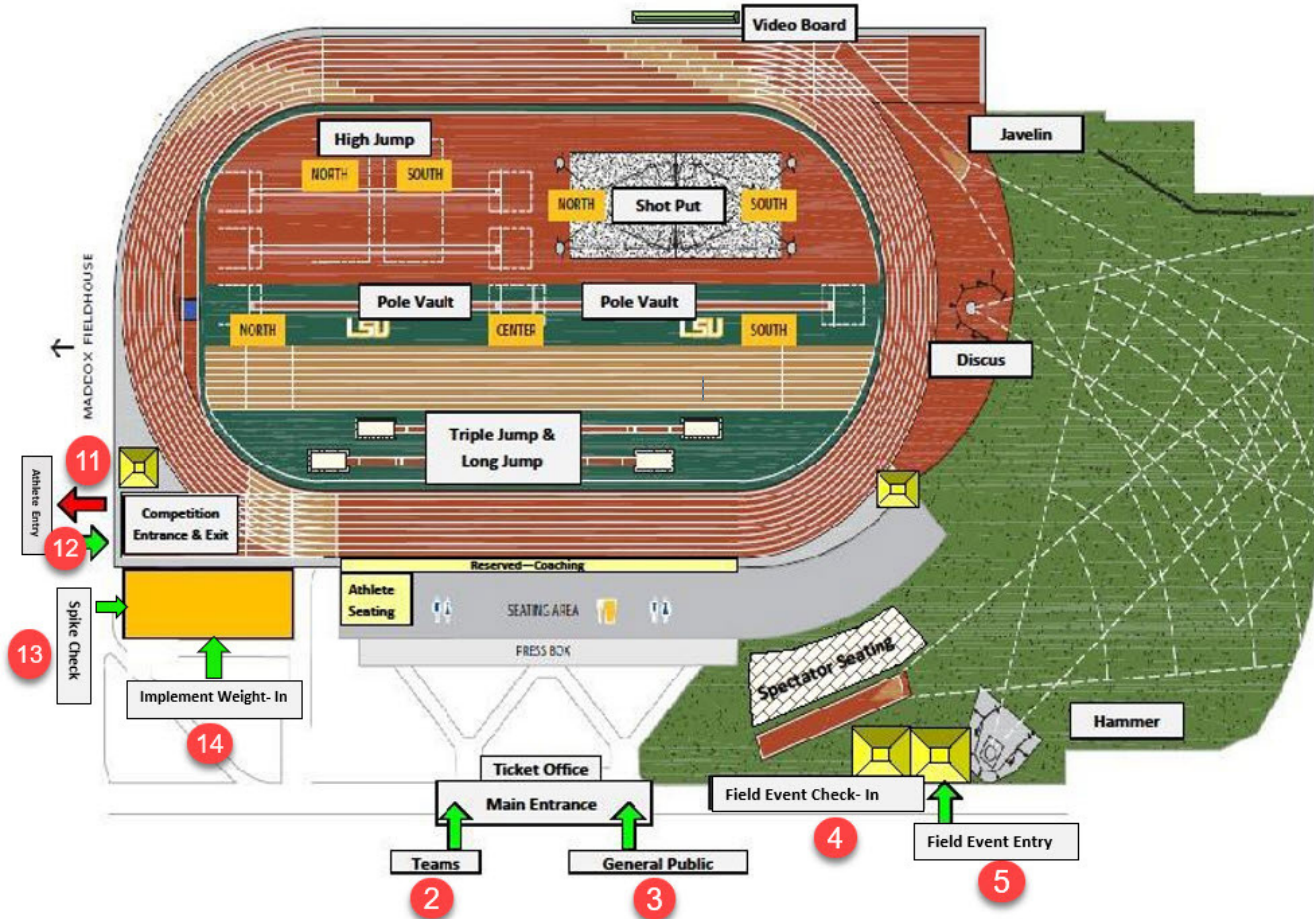 Video Board
High Jump
NORTH
SOUTH
Javelin
NORTH
Shot Put
SOUTH
MADDOX FIELDHOUSE
Pole Vault
Pole Vault
NORTH
LSU
CENTER
LSU
SOUTH
Discus
Triple Jump &
Long Jump
11
Athlete Entry
12
Competition
Entrance & Exit
Reserved—Coaching
Athlete
Seating
SEATING AREA
PRESS BOX
13
Spike Check
Implement Weight- In
14
Spectator Seating
Hammer
Ticket Office
Main Entrance
Field Event Check- In
4
Field Event Entry
5
Teams
2
General Public
3